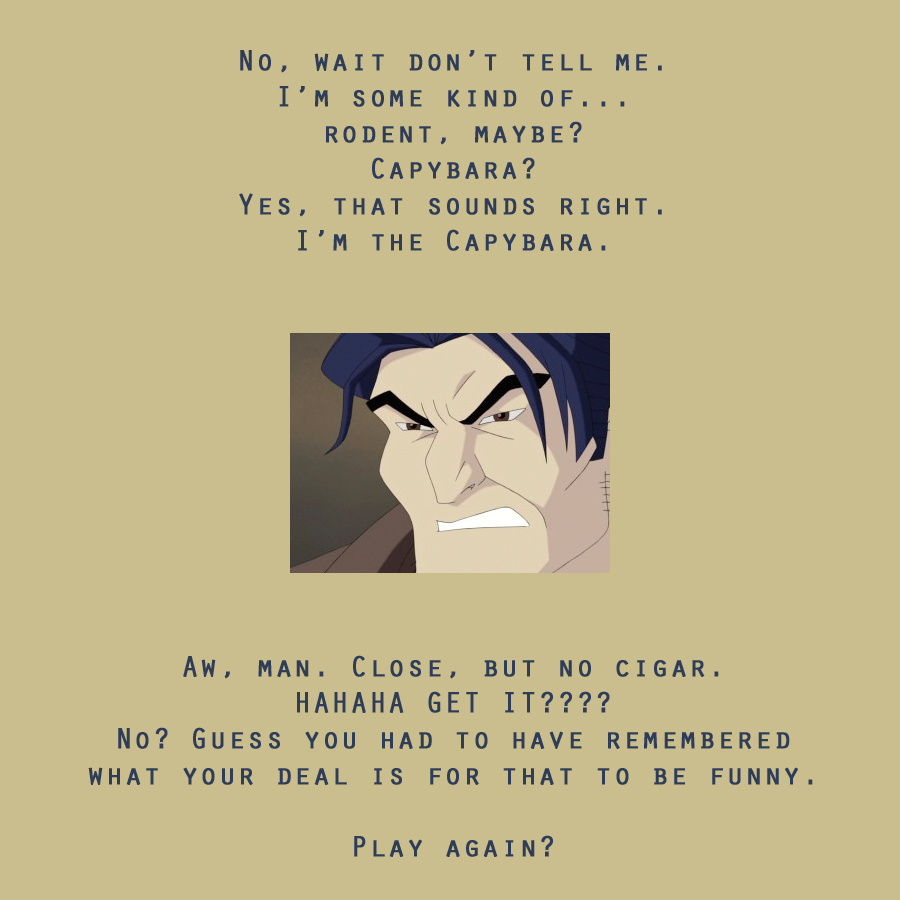 No, wait don't tell me.
I'm some kind of...
rodent, maybe?
Capybara?
Yes, that sounds right.
I'm the Capybara.
Aw, man. Close, but no cigar.
HAHAHA GET IT????
No? Guess you had to have remembered
what your deal is for that to be funny.
Play again?